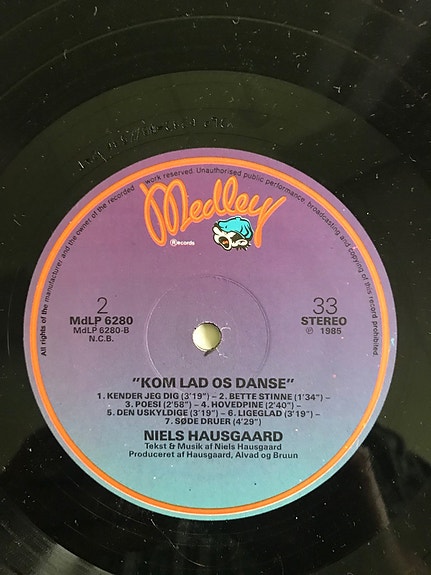 All rights of the manufacturer and the owner of the recorded work reserved. Unauthorised public performance, broadcasting and copying of this record prohibited.
Medley
Records
2
MdLP 6280
MdLP 6280-B
N.C.B.
33
STEREO
℗ 1985
"KOM LAD OS DANSE"
1. KENDER JEG DIG (3'19") – 2. BETTE STINNE (1'34") –
3. POESI (2'58") – 4. HOVEDPINE (2'40") –
5. DEN USKYLDIGE (3'19") – 6. LIGEGLAD (3'19") –
7. SØDE DRUER (4'29")
NIELS HAUSGAARD
Tekst & Musik af Niels Hausgaard
Produceret af Hausgaard, Alvad og Bruun